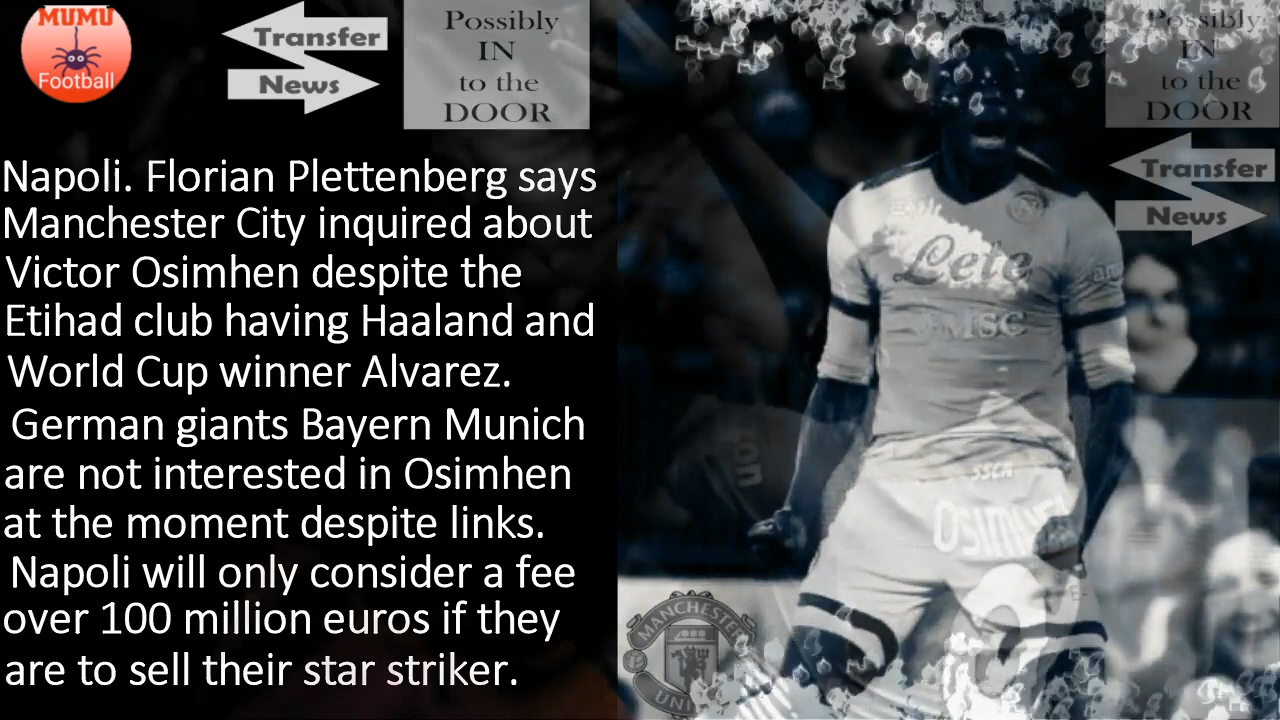 MUMU
Football
Transfer
News
Possibly
IN
to the
DOOR
Napoli. Florian Plettenberg says
Manchester City inquired about
Victor Osimhen despite the
Etihad club having Haaland and
World Cup winner Alvarez.
German giants Bayern Munich
are not interested in Osimhen
at the moment despite links.
Napoli will only consider a fee
over 100 million euros if they
are to sell their star striker.
Possibly
IN
to the
DOOR
Transfer
News
Lete
MSC
SSCN
OSIMHE
MANCHESTER
UNI